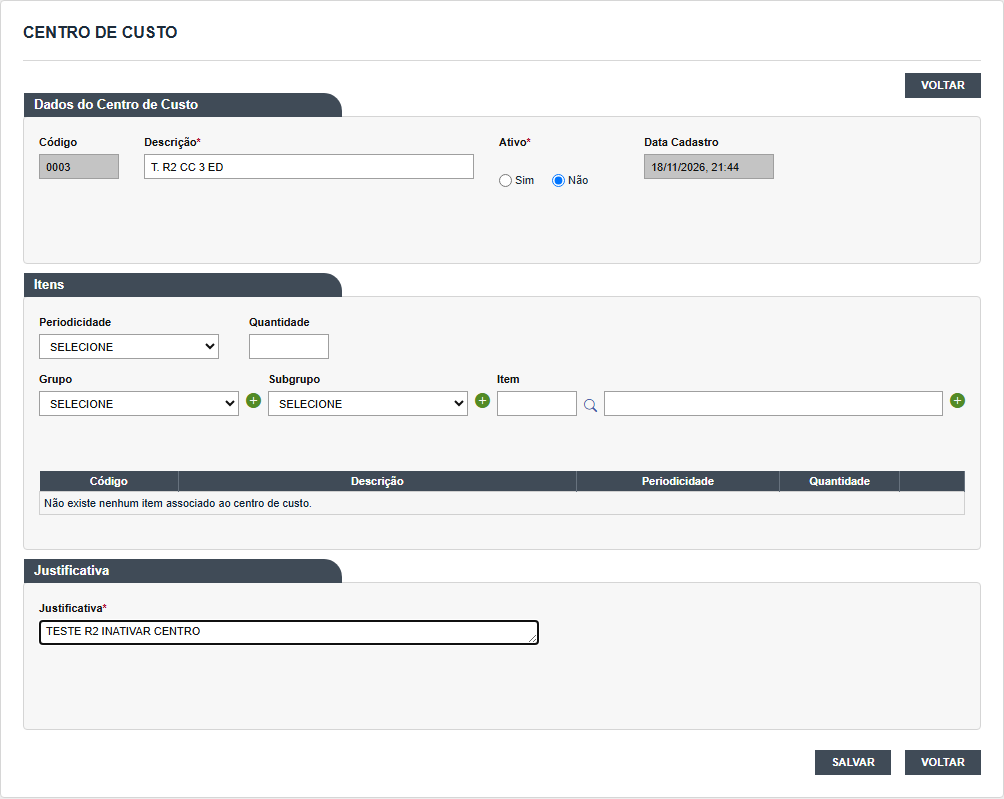 CENTRO DE CUSTO
VOLTAR
Dados do Centro de Custo
Código Descrição* Ativo* Data Cadastro
0003 T. R2 CC 3 ED Sim Não 18/11/2026, 21:44
Itens
Periodicidade Quantidade
SELECIONE
Grupo Subgrupo Item
SELECIONE SELECIONE
Código Descrição Periodicidade Quantidade
Não existe nenhum item associado ao centro de custo.
Justificativa
Justificativa*
TESTE R2 INATIVAR CENTRO
SALVAR VOLTAR